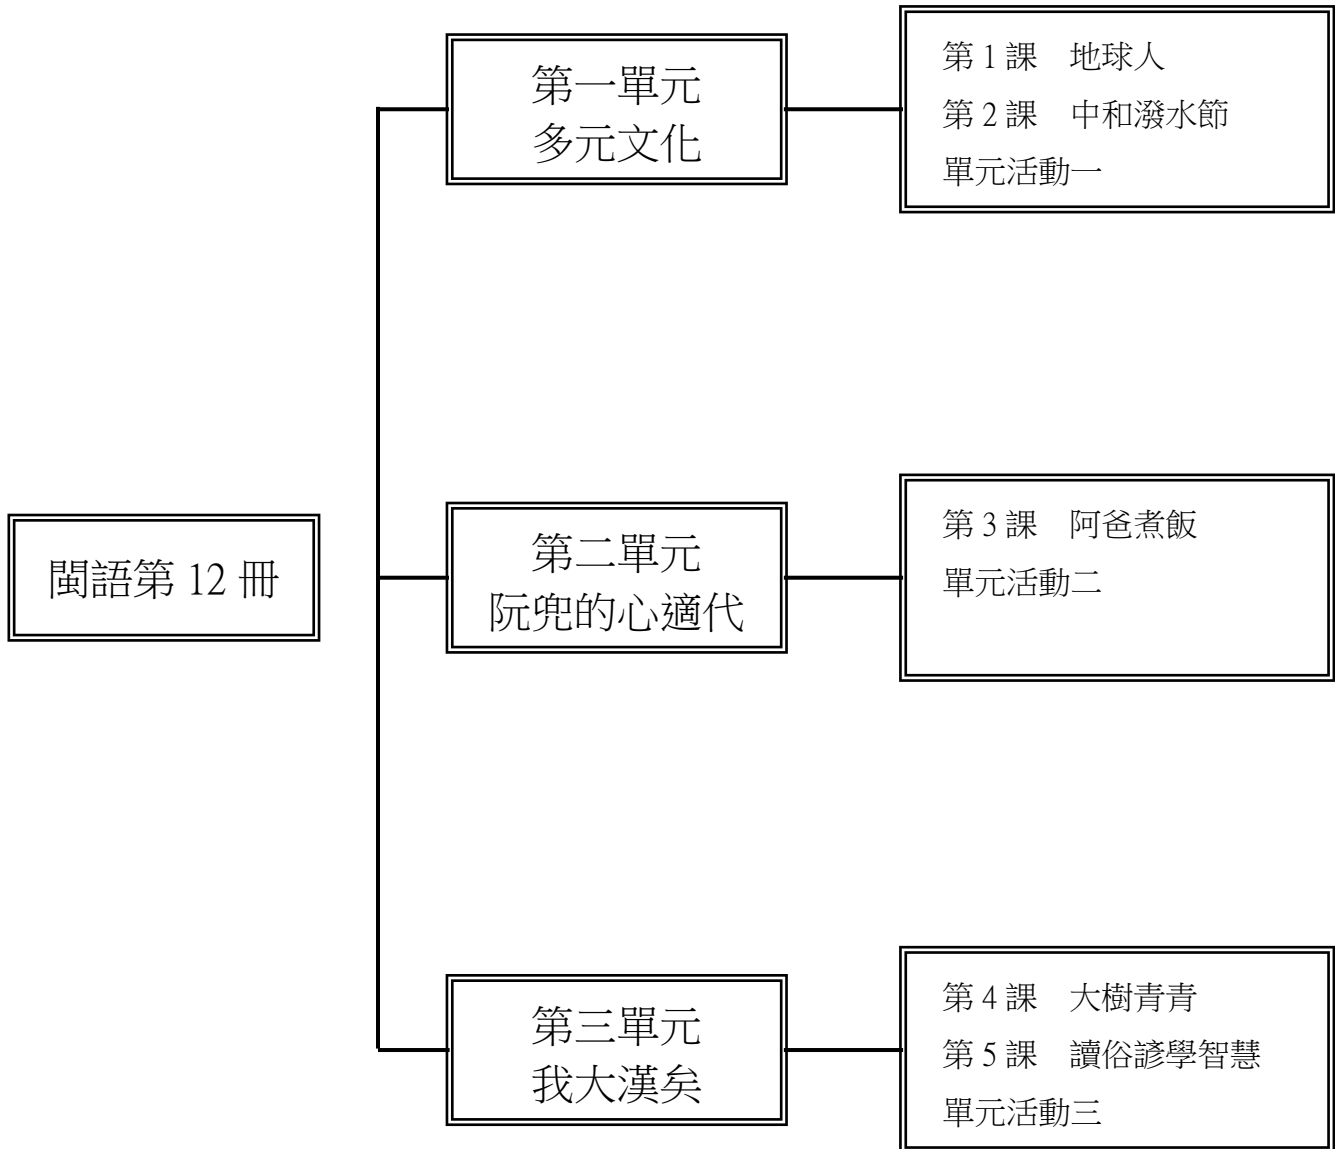 閩語第 12 冊
第一單元
多元文化
第 1 課　地球人
第 2 課　中和潑水節
單元活動一
第二單元
阮兜的心適代
第 3 課　阿爸煮飯
單元活動二
第三單元
我大漢矣
第 4 課　大樹青青
第 5 課　讀俗諺學智慧
單元活動三